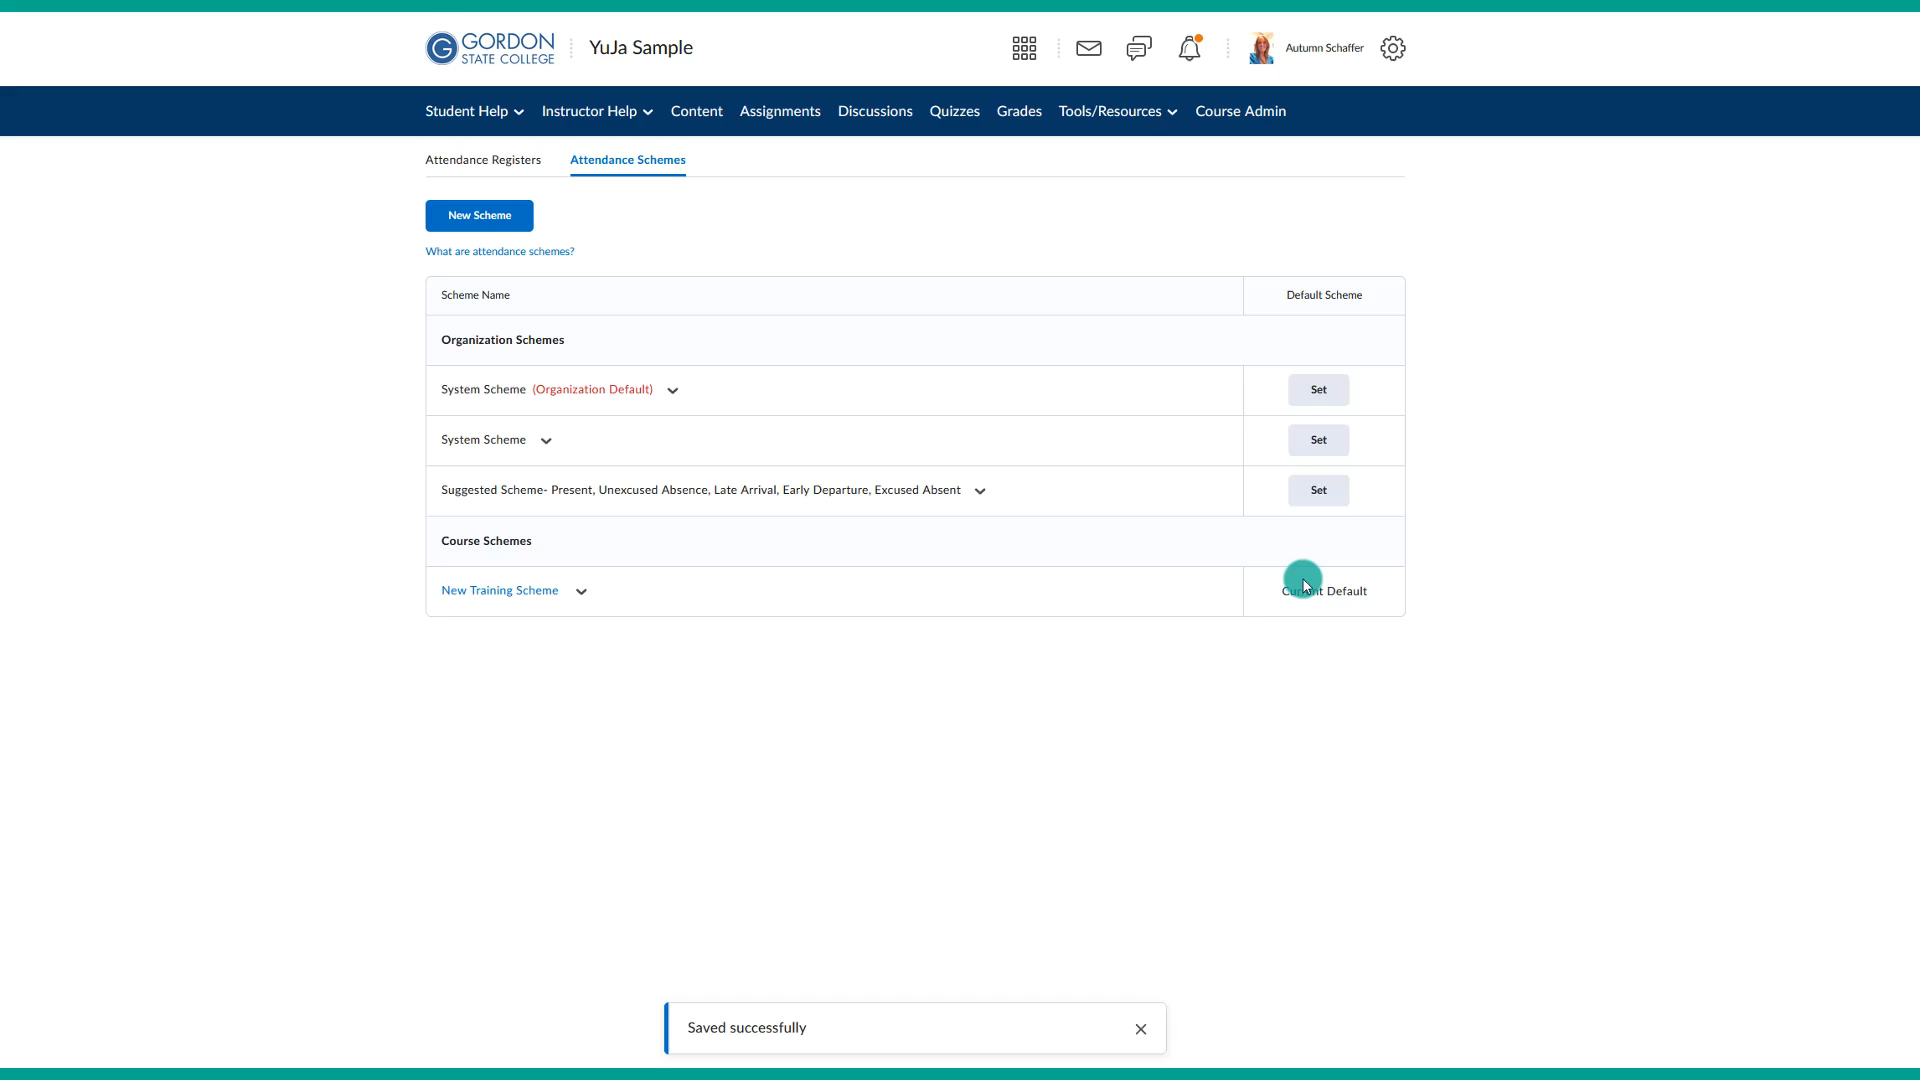 GORDON
STATE COLLEGE
YuJa Sample
Autumn Schaffer
Student Help
Instructor Help
Content
Assignments
Discussions
Quizzes
Grades
Tools/Resources
Course Admin
Attendance Registers
Attendance Schemes
New Scheme
What are attendance schemes?
Scheme Name
Default Scheme
Organization Schemes
System Scheme (Organization Default)
Set
System Scheme
Set
Suggested Scheme- Present, Unexcused Absence, Late Arrival, Early Departure, Excused Absent
Set
Course Schemes
New Training Scheme
Current Default
Saved successfully